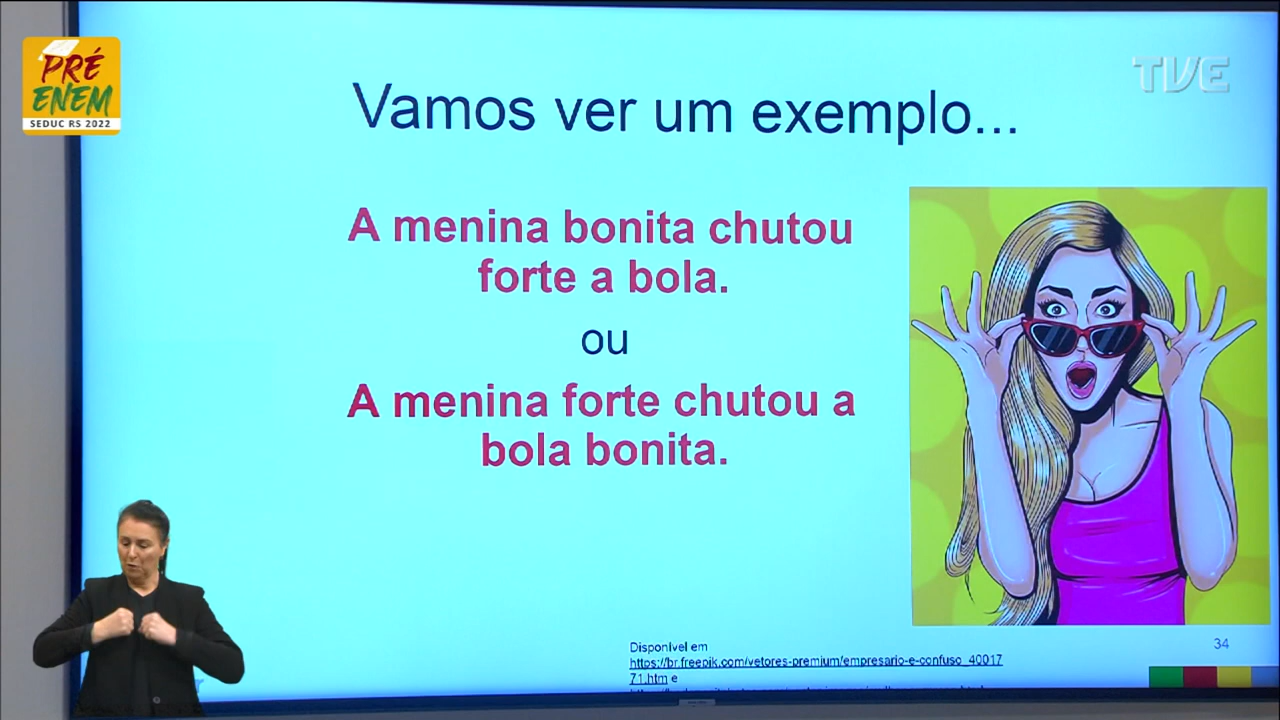 PRÉ
ENEM
SEDUC RS 2022
TVE
Vamos ver um exemplo...
A menina bonita chutou
forte a bola.
ou
A menina forte chutou a
bola bonita.
Disponível em
https://br.freepik.com/vetores-premium/empresario-e-confuso_40017
71.htm e
34